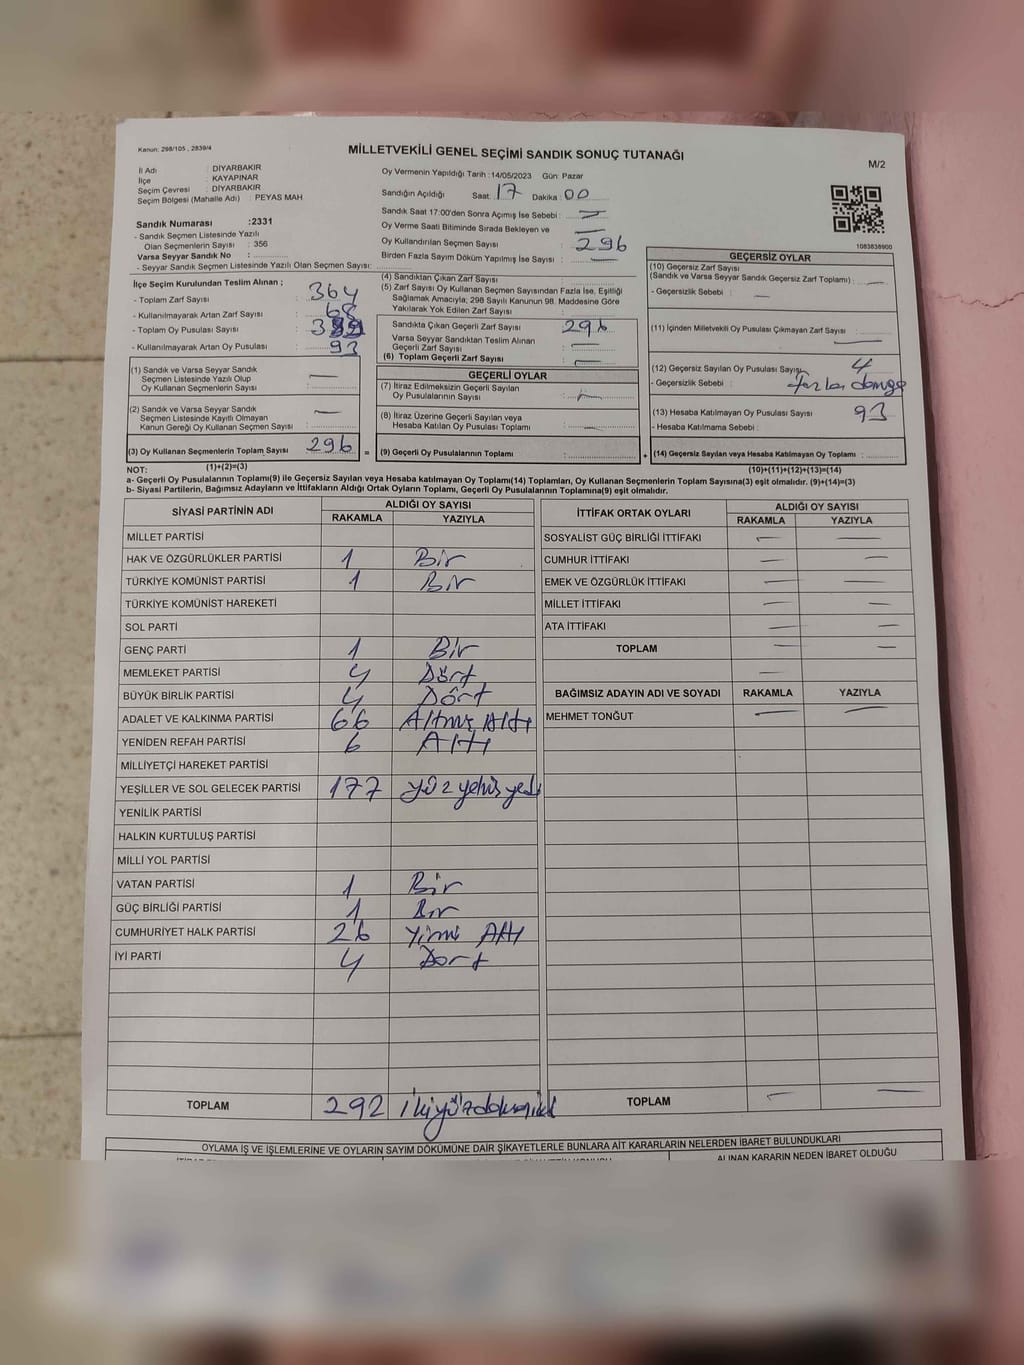 Kanun: 298/105 , 2839/4
MİLLETVEKİLİ GENEL SEÇİMİ SANDIK SONUÇ TUTANAĞI
M/2
İl Adı : DİYARBAKIR
İlçe : KAYAPINAR
Seçim Çevresi : DİYARBAKIR
Seçim Bölgesi (Mahalle Adı) : PEYAS MAH
Sandık Numarası :2331
- Sandık Seçmen Listesinde Yazılı
Olan Seçmenlerin Sayısı : 356
Varsa Seyyar Sandık No :
- Seyyar Sandık Seçmen Listesinde Yazılı Olan Seçmen Sayısı:
Oy Vermenin Yapıldığı Tarih :14/05/2023 Gün: Pazar
Sandığın Açıldığı Saat: 17 Dakika: 00
Sandık Saat 17:00'den Sonra Açımış İse Sebebi :
Oy Verme Saati Bitiminde Sırada Bekleyen ve
Oy Kullandırılan Seçmen Sayısı : 296
Birden Fazla Sayım Döküm Yapılmış İse Sayısı :
1083838900
İlçe Seçim Kurulundan Teslim Alınan ;
- Toplam Zarf Sayısı : 364
- Kullanılmayarak Artan Zarf Sayısı : 68
- Toplam Oy Pusulası Sayısı :
- Kullanılmayarak Artan Oy Pusulası : 93
(1) Sandık ve Varsa Seyyar Sandık
Seçmen Listesinde Yazılı Olup
Oy Kullanan Seçmenlerin Sayısı :
(2) Sandık ve Varsa Seyyar Sandık
Seçmen Listesinde Kayıtlı Olmayan
Kanun Gereği Oy Kullanan Seçmen Sayısı :
(3) Oy Kullanan Seçmenlerin Toplam Sayısı : 296 =
(1)+(2)=(3)
(4) Sandıktan Çıkan Zarf Sayısı :
(5) Zarf Sayısı Oy Kullanan Seçmen Sayısından Fazla İse, Eşitliği
Sağlamak Amacıyla; 298 Sayılı Kanunun 98. Maddesine Göre
Yakılarak Yok Edilen Zarf Sayısı :
Sandıkta Çıkan Geçerli Zarf Sayısı : 296
Varsa Seyyar Sandıktan Teslim Alınan
Geçerli Zarf Sayısı :
(6) Toplam Geçerli Zarf Sayısı :
GEÇERLİ OYLAR
(7) İtiraz Edilmeksizin Geçerli Sayılan
Oy Pusulalarının Sayısı :
(8) İtiraz Üzerine Geçerli Sayılan veya
Hesaba Katılan Oy Pusulası Toplamı :
(9) Geçerli Oy Pusulalarının Toplamı : +
GEÇERSİZ OYLAR
(10) Geçersiz Zarf Sayısı
(Sandık ve Varsa Seyyar Sandık Geçersiz Zarf Toplamı) :
- Geçersizlik Sebebi :
(11) İçinden Milletvekili Oy Pusulası Çıkmayan Zarf Sayısı :
(12) Geçersiz Sayılan Oy Pusulası Sayısı : 4
- Geçersizlik Sebebi :
(13) Hesaba Katılmayan Oy Pusulası Sayısı : 93
- Hesaba Katılmama Sebebi :
(14) Geçersiz Sayılan veya Hesaba Katılmayan Oy Toplamı :
(10)+(11)+(12)+(13)=(14)
NOT:
a- Geçerli Oy Pusulalarının Toplamı(9) ile Geçersiz Sayılan veya Hesaba Katılmayan Oy Toplamı(14) Toplamları, Oy Kullanan Seçmenlerin Toplam Sayısına(3) eşit olmalıdır. (9)+(14)=(3)
b- Siyasi Partilerin, Bağımsız Adayların ve İttifakların Aldığı Ortak Oyların Toplamı, Geçerli Oy Pusulalarının Toplamına(9) eşit olmalıdır.
SİYASİ PARTİNİN ADI ALDIĞI OY SAYISI
RAKAMLA YAZIYLA
MİLLET PARTİSİ
HAK VE ÖZGÜRLÜKLER PARTİSİ 1 Bir
TÜRKİYE KOMÜNİST PARTİSİ 1 Bir
TÜRKİYE KOMÜNİST HAREKETİ
SOL PARTİ
GENÇ PARTİ 1 Bir
MEMLEKET PARTİSİ 4 Dört
BÜYÜK BİRLİK PARTİSİ 4 Dört
ADALET VE KALKINMA PARTİSİ 66 Altmış Altı
YENİDEN REFAH PARTİSİ 6 Altı
MİLLİYETÇİ HAREKET PARTİSİ
YEŞİLLER VE SOL GELECEK PARTİSİ 177 yüz yetmiş yedi
YENİLİK PARTİSİ
HALKIN KURTULUŞ PARTİSİ
MİLLİ YOL PARTİSİ
VATAN PARTİSİ 1 Bir
GÜÇ BİRLİĞİ PARTİSİ 1 Bir
CUMHURİYET HALK PARTİSİ 26 Yirmi Altı
İYİ PARTİ 4 Dört
TOPLAM 292 ikiyüzdoksaniki
İTTİFAK ORTAK OYLARI ALDIĞI OY SAYISI
RAKAMLA YAZIYLA
SOSYALİST GÜÇ BİRLİĞİ İTTİFAKI
CUMHUR İTTİFAKI
EMEK VE ÖZGÜRLÜK İTTİFAKI
MİLLET İTTİFAKI
ATA İTTİFAKI
TOPLAM
BAĞIMSIZ ADAYIN ADI VE SOYADI RAKAMLA YAZIYLA
MEHMET TONĞUT
TOPLAM
OYLAMA İŞ VE İŞLEMLERİNE VE OYLARIN SAYIM DÖKÜMÜNE DAİR ŞİKAYETLERLE BUNLARA AİT KARARLARIN NELERDEN İBARET BULUNDUKLARI
ALINAN KARARIN NEDEN İBARET OLDUĞU